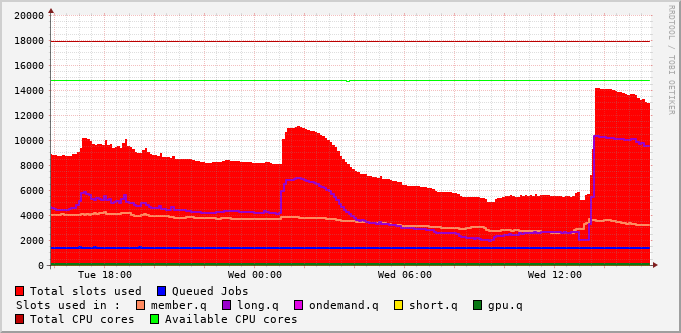 20000
18000
16000
14000
12000
10000
8000
6000
4000
2000
0
Tue 18:00 Wed 00:00 Wed 06:00 Wed 12:00
Total slots used Queued Jobs
Slots used in : member.q long.q ondemand.q short.q gpu.q
Total CPU cores Available CPU cores
RRDTOOL / TOBI OETIKER